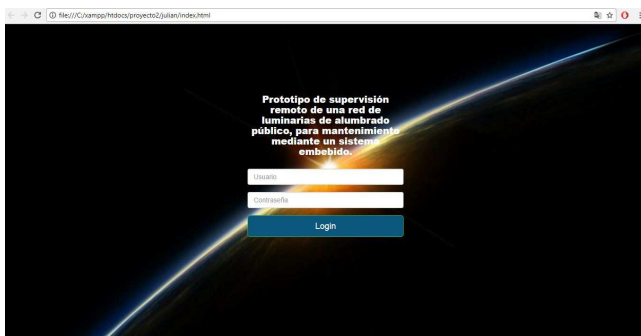 file:///C:/xampp/htdocs/proyecto2/julian/index.html
Prototipo de supervisión
remoto de una red de
luminarias de alumbrado
público, para mantenimiento
mediante un sistema
embebido.
Usuario
Contraseña
Login